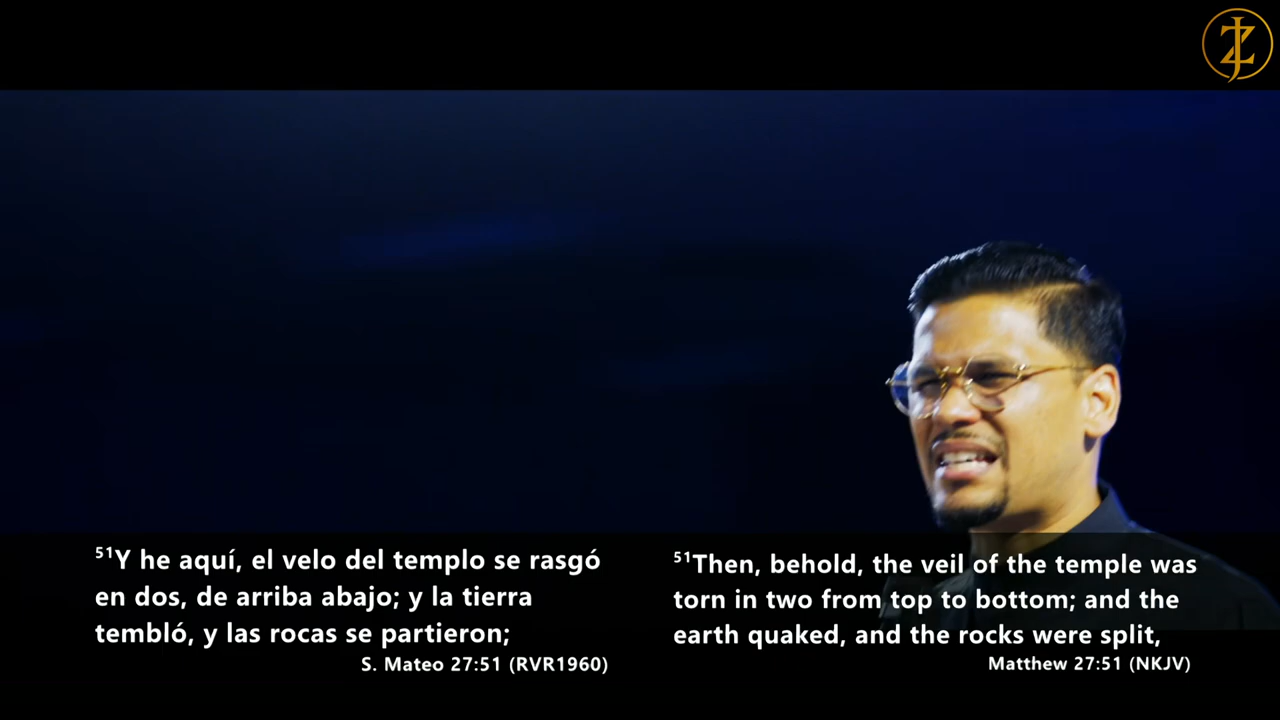 ⁵¹Y he aquí, el velo del templo se rasgó
en dos, de arriba abajo; y la tierra
tembló, y las rocas se partieron;
S. Mateo 27:51 (RVR1960)
⁵¹Then, behold, the veil of the temple was
torn in two from top to bottom; and the
earth quaked, and the rocks were split,
Matthew 27:51 (NKJV)